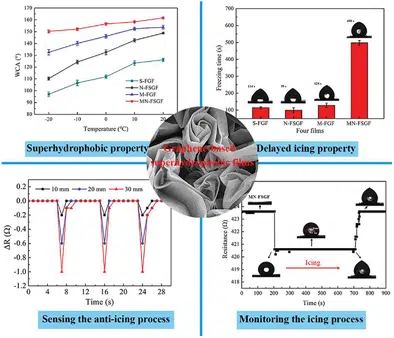 180
170
160
150
140
130
120
110
100
90
80
WCA (°)
S-FGF
N-FSGF
M-FGF
MN-FSGF
-20
-10
0
10
20
Temperature (°C)
Superhydrophobic property
700
600
500
400
300
200
100
0
Freezing time (s)
S-FGF
N-FSGF
M-FGF
MN-FSGF
Four films
Delayed icing property
Graphene-based
superhydrophobic films
10 mm
20 mm
30 mm
0.0
-0.2
-0.4
-0.6
-0.8
-1.0
ΔR (Ω)
0
4
8
12
16
20
24
28
Time (s)
Sensing the anti-icing process
MN-FSGF
424
423
422
421
420
419
418
Resistance (Ω)
Icing
0
100
200
300
400
500
600
700
800
900
Time (s)
Monitoring the icing process